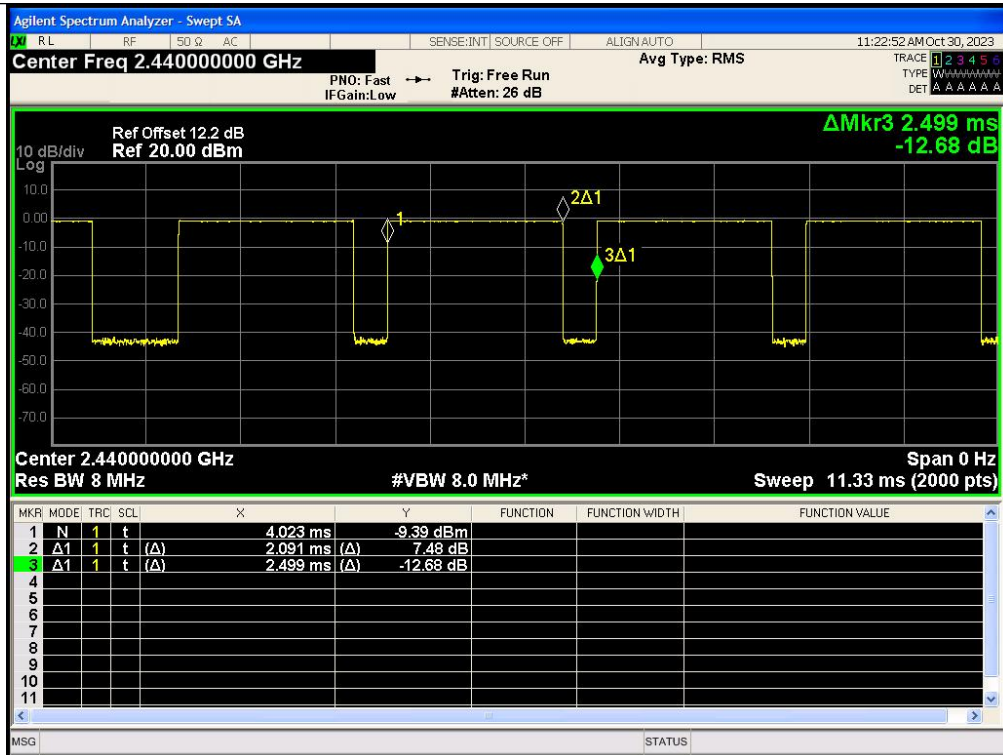 Agilent Spectrum Analyzer - Swept SA
LXI RL RF 50 Ω AC SENSE:INT SOURCE OFF ALIGN AUTO 11:22:52 AM Oct 30, 2023
Center Freq 2.440000000 GHz Avg Type: RMS TRACE 1 2 3 4 5 6
PNO: Fast Trig: Free Run TYPE W
IFGain:Low #Atten: 26 dB DET A A A A A A
ΔMkr3 2.499 ms
-12.68 dB
Ref Offset 12.2 dB
10 dB/div Ref 20.00 dBm
Log
10.0
0.00
-10.0
-20.0
-30.0
-40.0
-50.0
-60.0
-70.0
1
2Δ1
3Δ1
Center 2.440000000 GHz Span 0 Hz
Res BW 8 MHz #VBW 8.0 MHz* Sweep 11.33 ms (2000 pts)
MKR MODE TRC SCL X Y FUNCTION FUNCTION WIDTH FUNCTION VALUE
1 N 1 t 4.023 ms -9.39 dBm
2 Δ1 1 t (Δ) 2.091 ms (Δ) 7.48 dB
3 Δ1 1 t (Δ) 2.499 ms (Δ) -12.68 dB
4
5
6
7
8
9
10
11
MSG STATUS